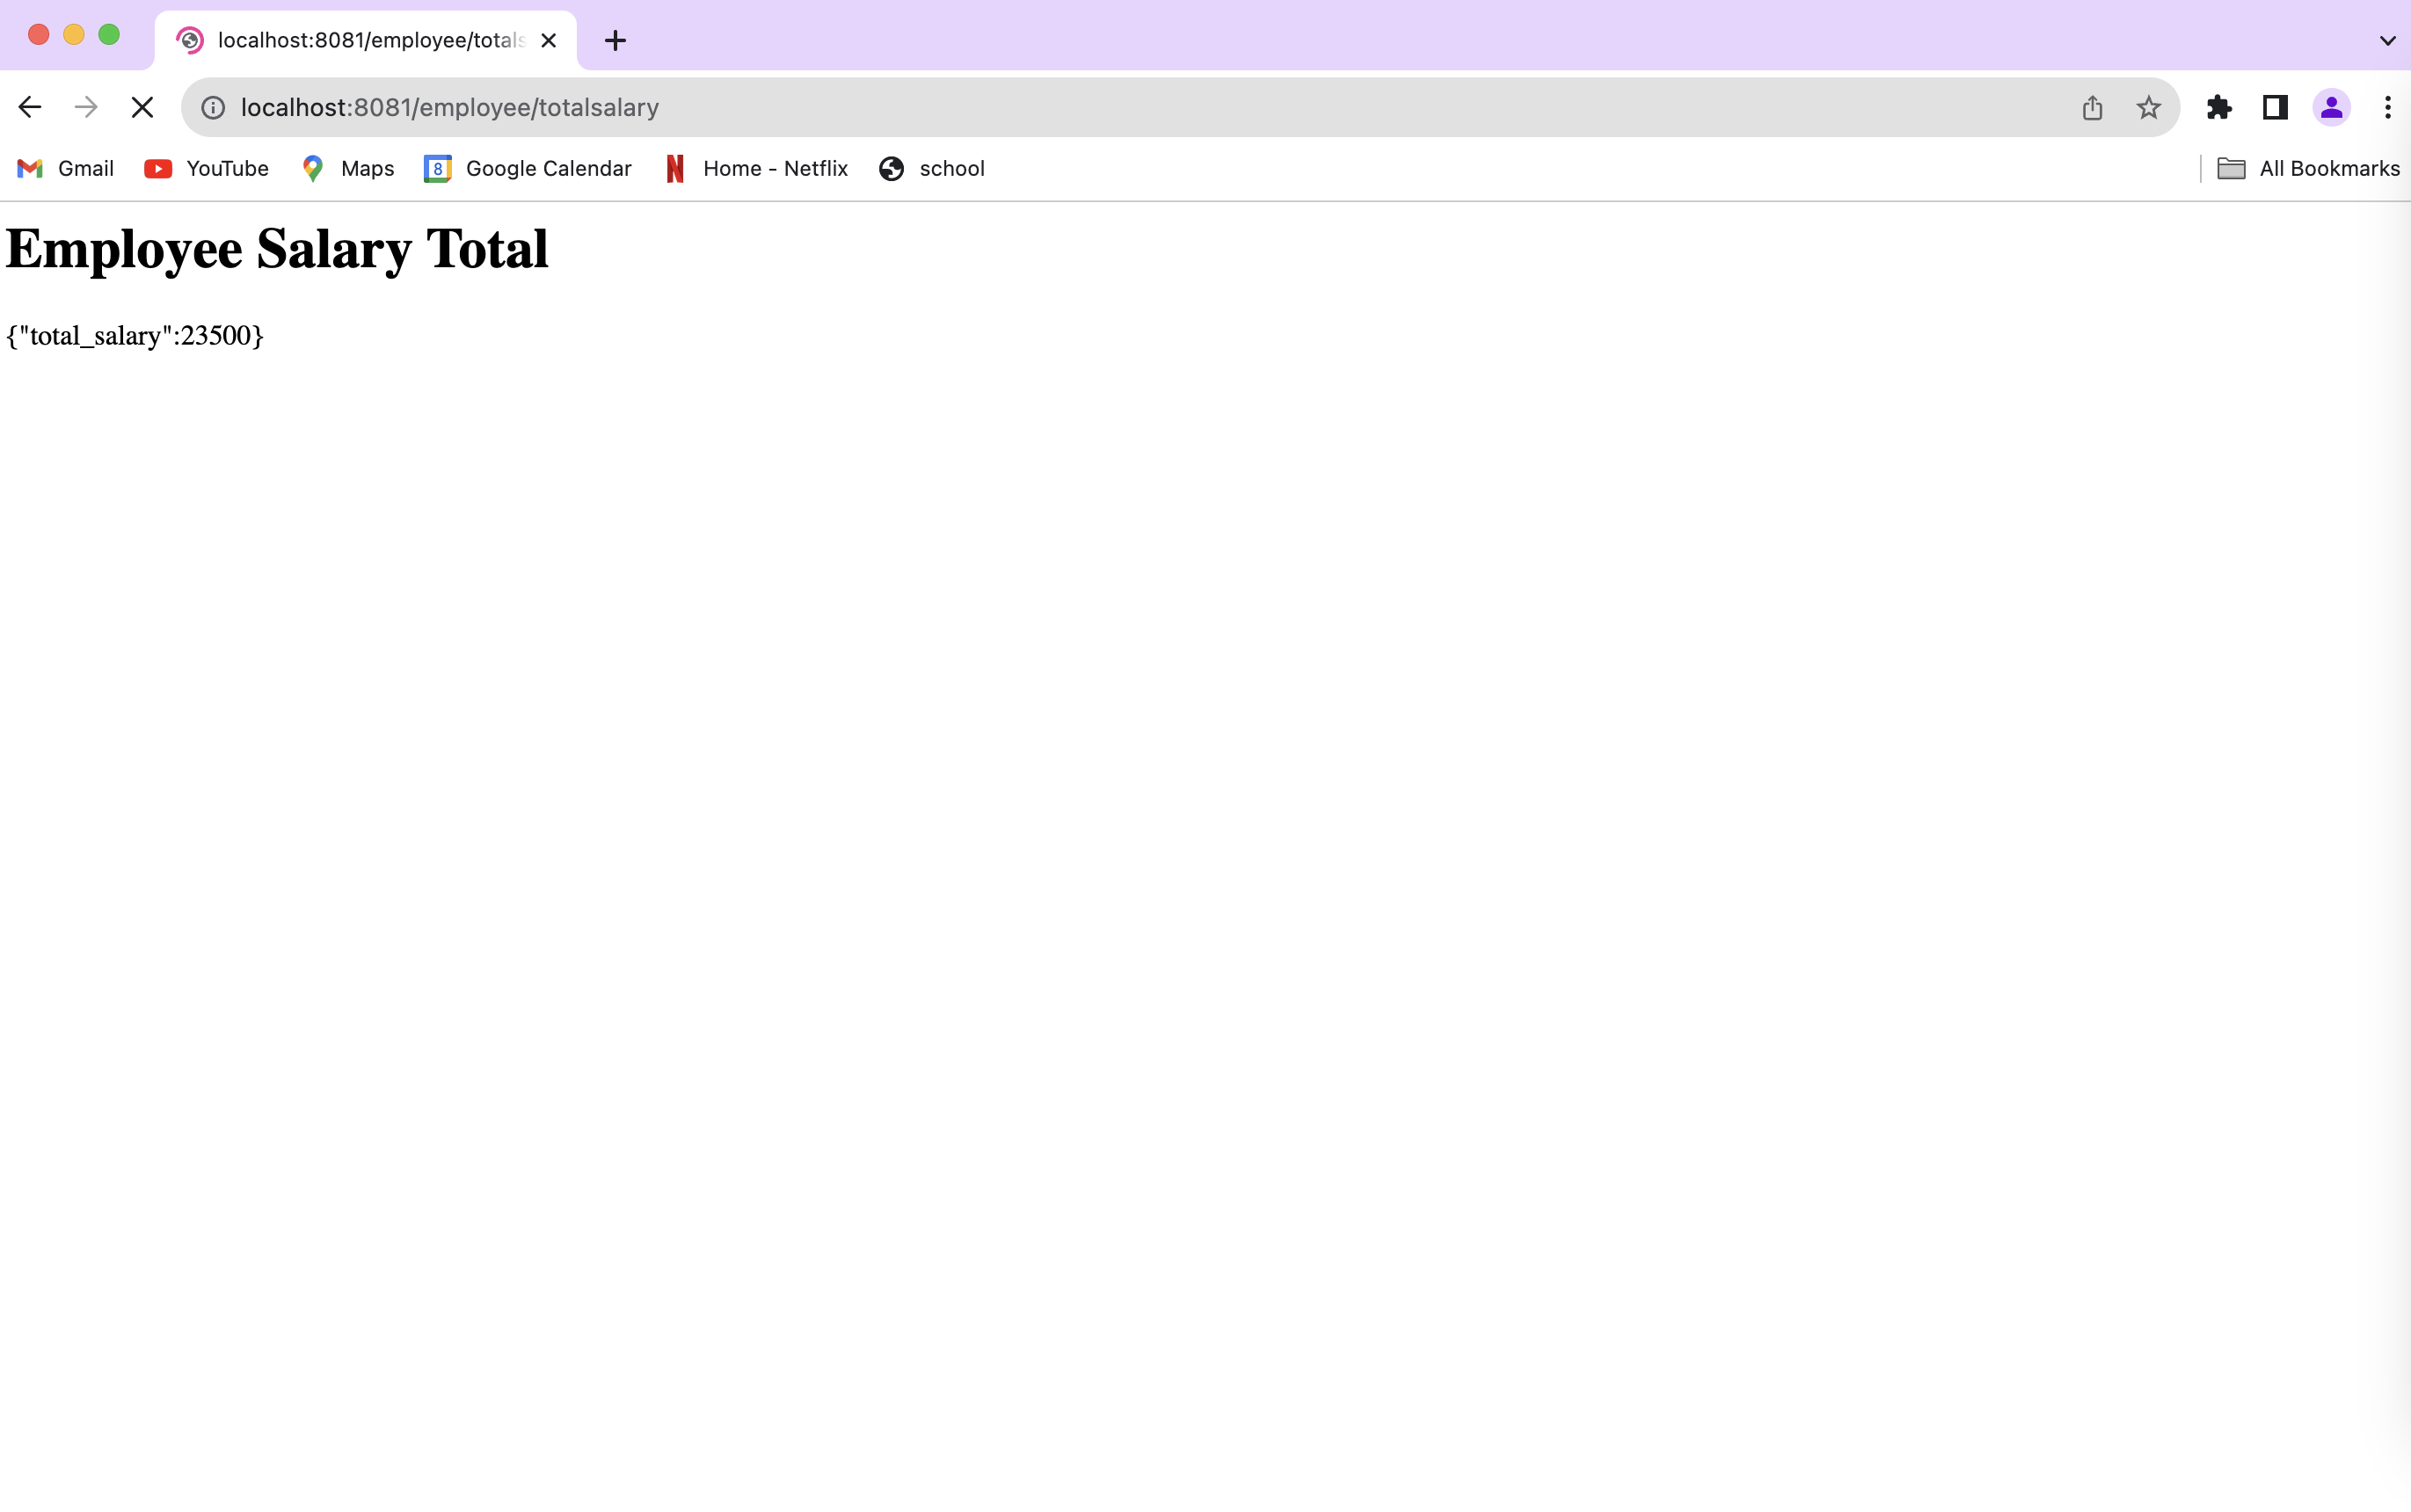 localhost:8081/employee/totals
localhost:8081/employee/totalsalary
Gmail YouTube Maps 8 Google Calendar Home - Netflix school All Bookmarks
Employee Salary Total
{"total_salary":23500}